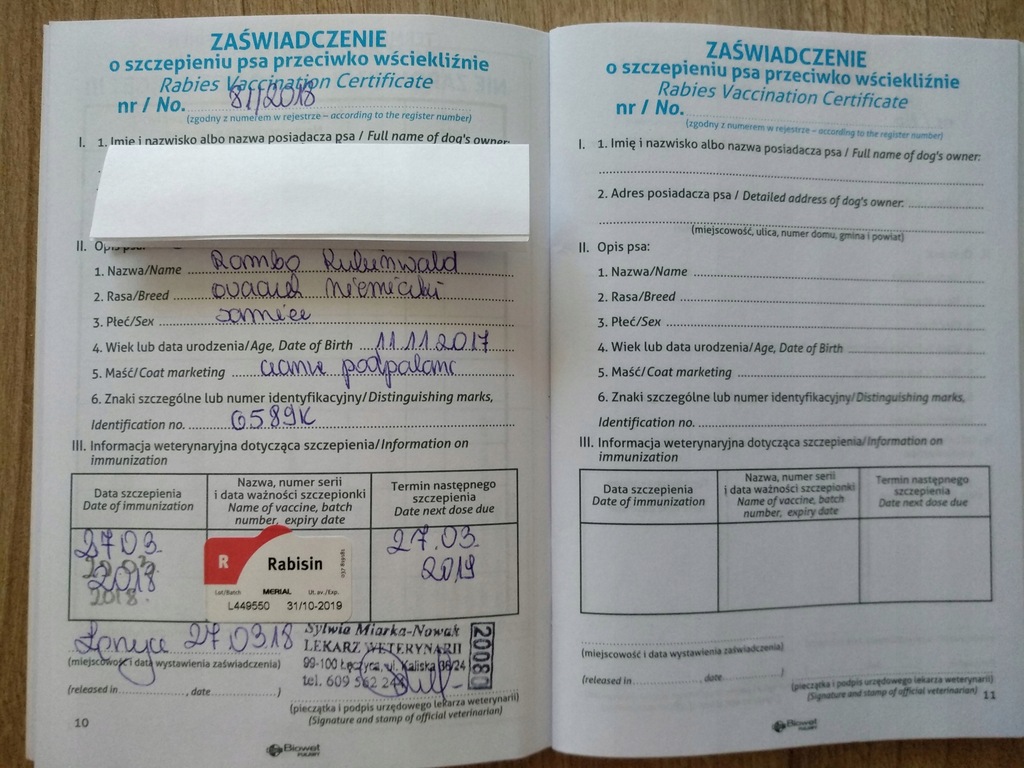 ZAŚWIADCZENIE
o szczepieniu psa przeciwko wściekliźnie
Rabies Vaccination Certificate
nr / No. 81/2018
(zgodny z numerem w rejestrze – according to the register number)
I. 1. Imię i nazwisko albo nazwa posiadacza psa / Full name of dog's owner:
II. Opis psa:
1. Nazwa/Name Rambo
2. Rasa/Breed owczarek niemiecki
3. Płeć/Sex samiec
4. Wiek lub data urodzenia/Age, Date of Birth 11.11.2017
5. Maść/Coat marketing czarna podpalana
6. Znaki szczególne lub numer identyfikacyjny/Distinguishing marks,
Identification no. 6589K
III. Informacja weterynaryjna dotycząca szczepienia/Information on
immunization
Data szczepienia
Date of immunization
Nazwa, numer serii
i data ważności szczepionki
Name of vaccine, batch
number, expiry date
Termin następnego
szczepienia
Date next dose due
27.03.
2018
2018.
R Rabisin
Lot/Batch MERIAL Ut. av./Exp.
L449550 31/10-2019
27.03.
2019
Łęczyca 27.03.18
(miejscowość i data wystawienia zaświadczenia)
(released in, date )
Sylwia Miarka-Nowak
LEKARZ WETERYNARII
99-100 Łęczyca, ul. Kaliska 36/24
tel. 609 562
20080
(pieczątka i podpis urzędowego lekarza weterynarii)
(Signature and stamp of official veterinarian)
10
Biowet
PUŁAWY
ZAŚWIADCZENIE
o szczepieniu psa przeciwko wściekliźnie
Rabies Vaccination Certificate
nr / No.
(zgodny z numerem w rejestrze – according to the register number)
I. 1. Imię i nazwisko albo nazwa posiadacza psa / Full name of dog's owner:
2. Adres posiadacza psa / Detailed address of dog's owner:
(miejscowość, ulica, numer domu, gmina i powiat)
II. Opis psa:
1. Nazwa/Name
2. Rasa/Breed
3. Płeć/Sex
4. Wiek lub data urodzenia/Age, Date of Birth
5. Maść/Coat marketing
6. Znaki szczególne lub numer identyfikacyjny/Distinguishing marks,
Identification no.
III. Informacja weterynaryjna dotycząca szczepienia/Information on
immunization
Data szczepienia
Date of immunization
Nazwa, numer serii
i data ważności szczepionki
Name of vaccine, batch
number, expiry date
Termin następnego
szczepienia
Date next dose due
(miejscowość i data wystawienia zaświadczenia)
(released in, date )
(pieczątka i podpis urzędowego lekarza weterynarii)
(Signature and stamp of official veterinarian)
11
Biowet
PUŁAWY